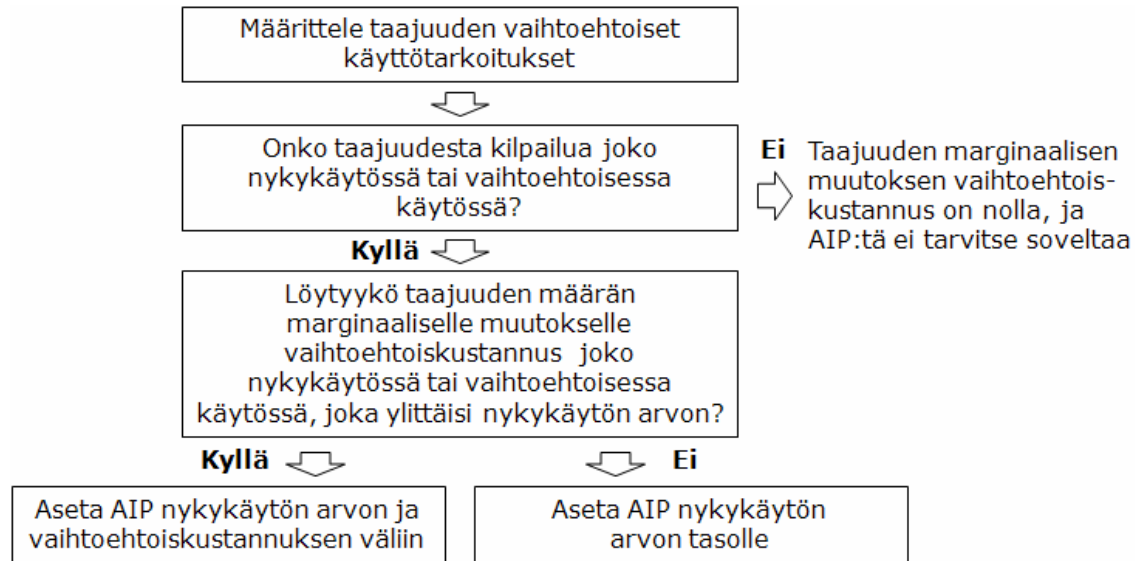 Määrittele taajuuden vaihtoehtoiset
käyttötarkoitukset
Onko taajuudesta kilpailua joko
nykykäytössä tai vaihtoehtoisessa
käytössä?
Ei
Taajuuden marginaalisen
muutoksen vaihtoehtois-
kustannus on nolla, ja
AIP:tä ei tarvitse soveltaa
Kyllä
Löytyykö taajuuden määrän
marginaaliselle muutokselle
vaihtoehtoiskustannus joko
nykykäytössä tai vaihtoehtoisessa
käytössä, joka ylittäisi nykykäytön arvon?
Kyllä
Ei
Aseta AIP nykykäytön arvon ja
vaihtoehtoiskustannuksen väliin
Aseta AIP nykykäytön
arvon tasolle